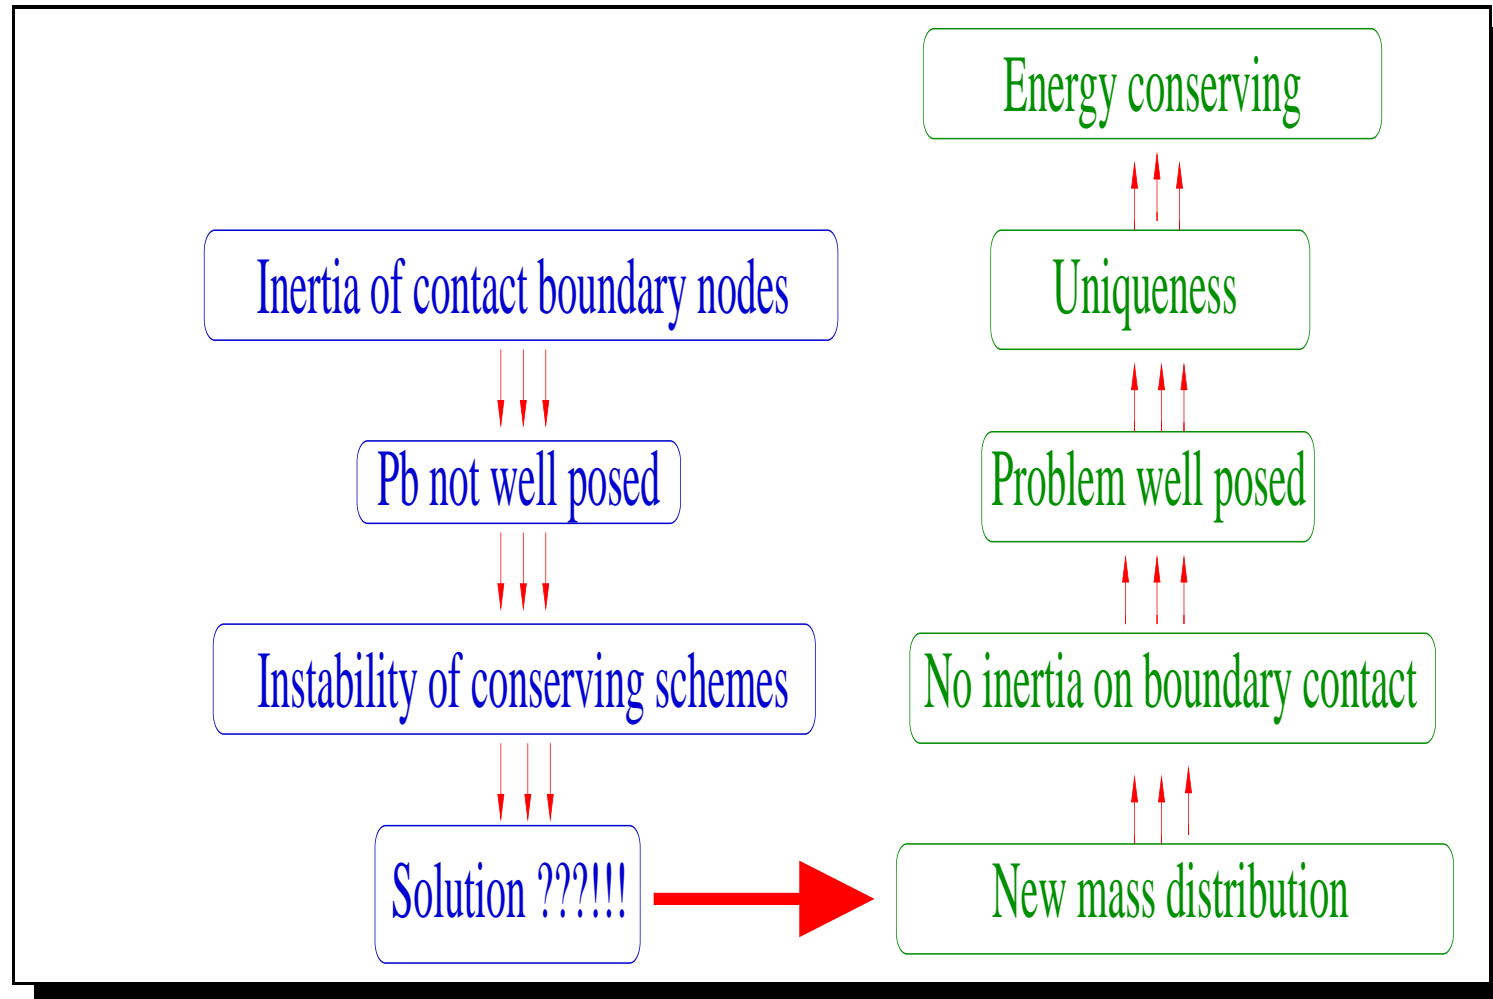 Inertia of contact boundary nodes
Pb not well posed
Instability of conserving schemes
Solution ???!!!
New mass distribution
No inertia on boundary contact
Problem well posed
Uniqueness
Energy conserving